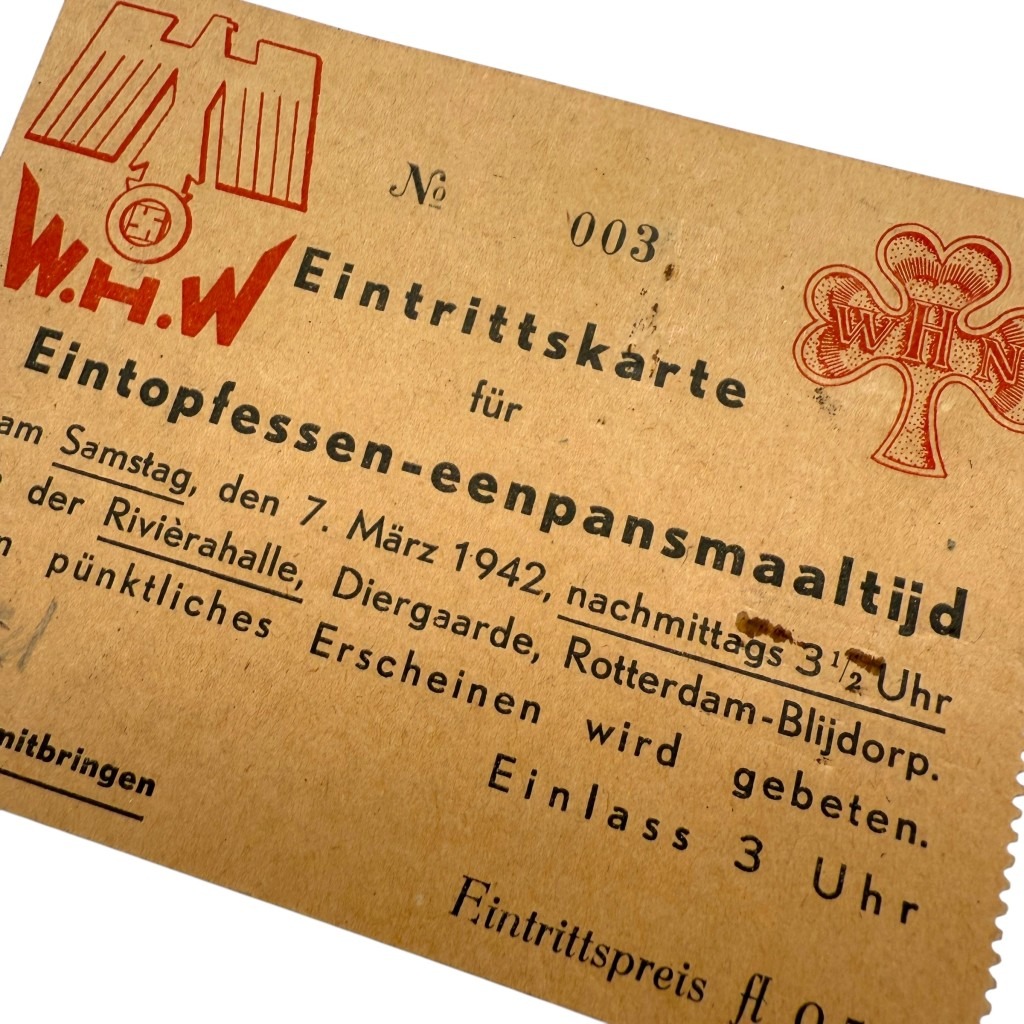 W.H.W
№ 003
WHN
Eintrittskarte
für
Eintopfessen-eenpansmaaltijd
am Samstag, den 7. März 1942, nachmittags 3½ Uhr
der Rivièrahalle, Diergaarde, Rotterdam-Blijdorp.
pünktliches Erscheinen wird gebeten.
Einlass 3 Uhr
mitbringen
Eintrittspreis fl